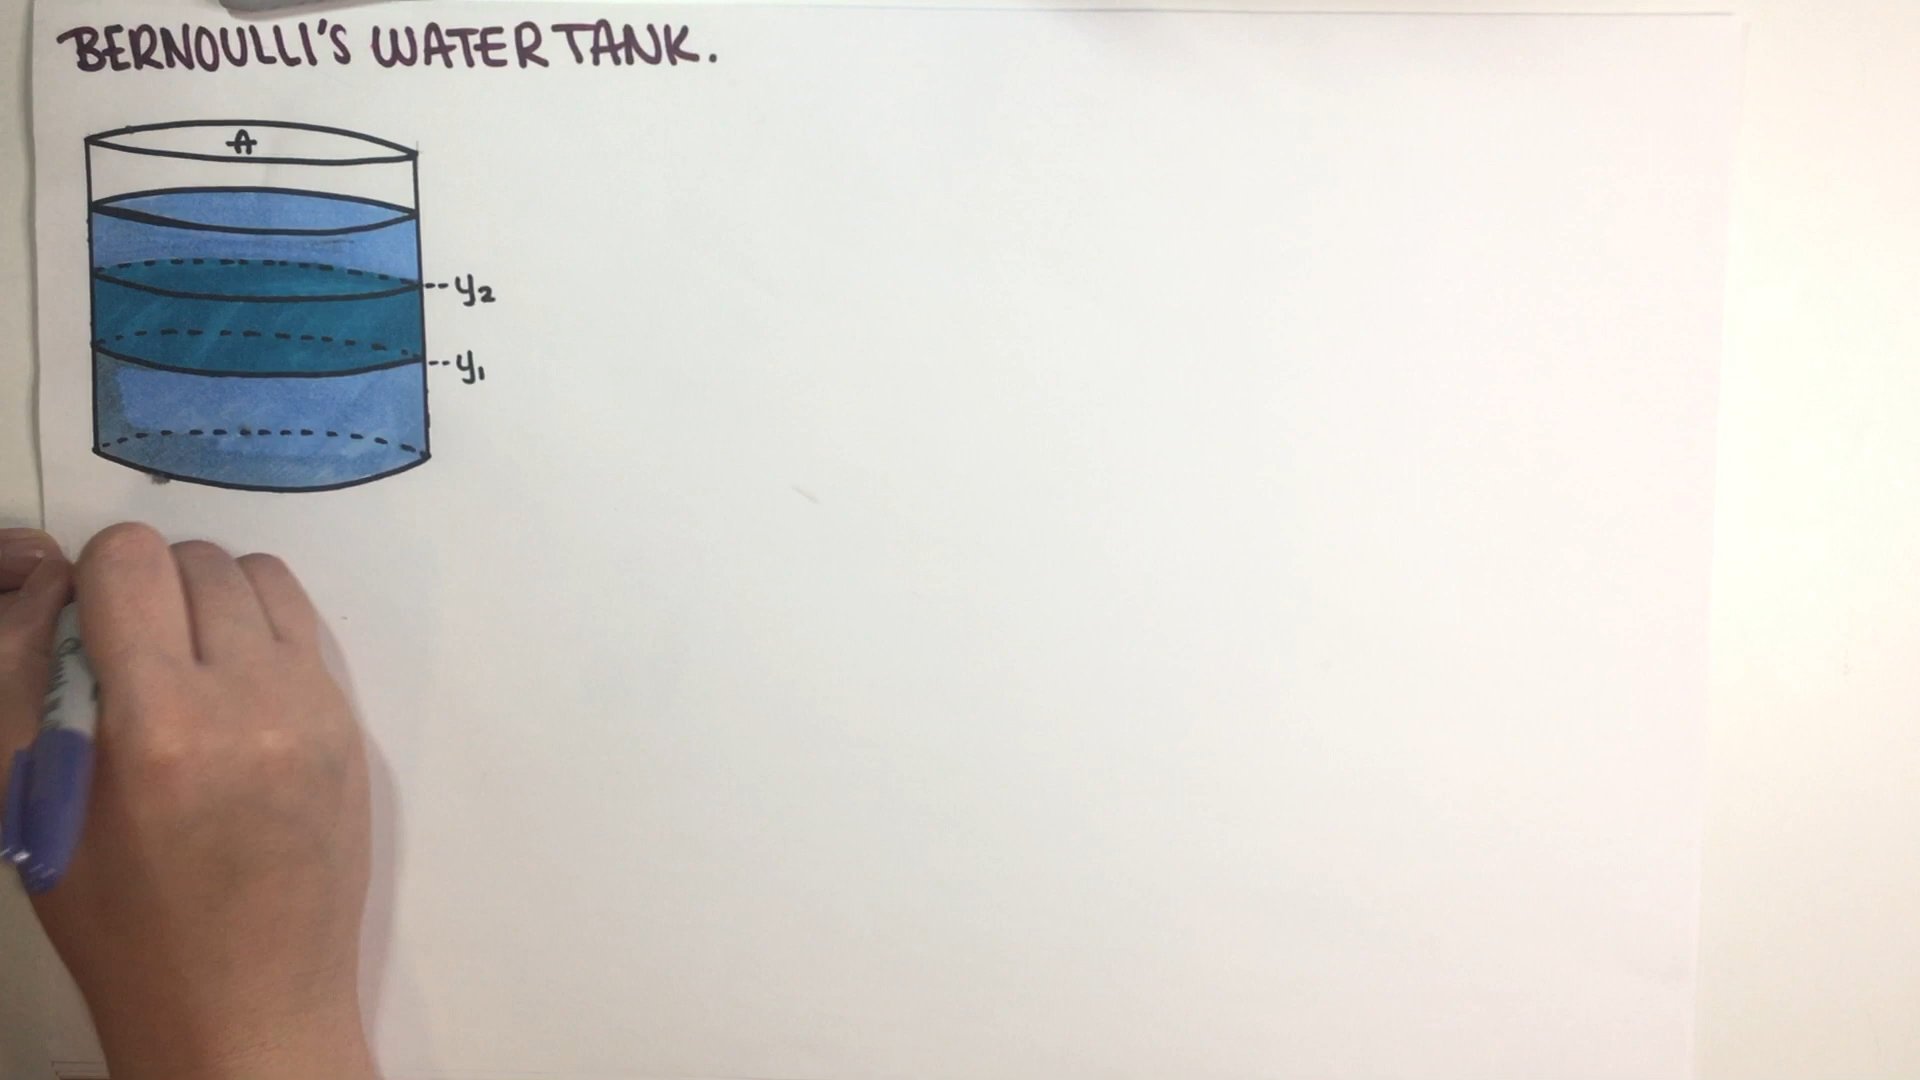 BERNOULLI'S WATER TANK.
A
--y₂
--y₁